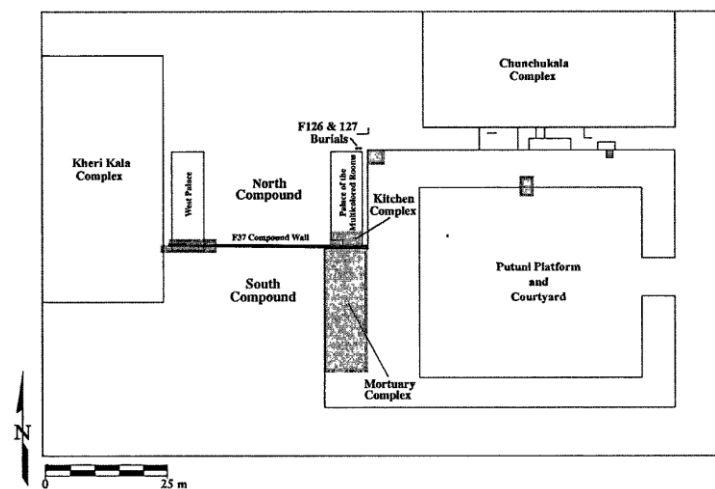 Chunchukala
Complex
F126 & 127
Burials
Kheri Kala
Complex
West Palace
North
Compound
Palace of the
Multicolored Rooms
Kitchen
Complex
F37 Compound Wall
South
Compound
Putuni Platform
and
Courtyard
Mortuary
Complex
N
0
25 m